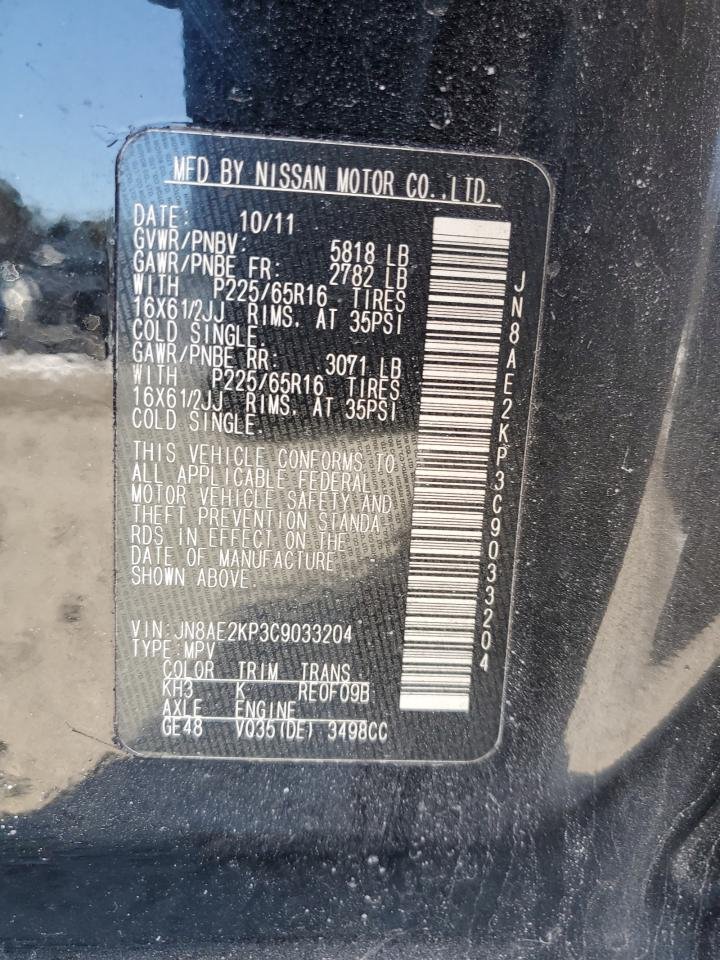 MFD BY NISSAN MOTOR CO.,LTD.
DATE: 10/11
GVWR/PNBV: 5818 LB
GAWR/PNBE FR: 2782 LB
WITH P225/65R16 TIRES
16X61/2JJ RIMS. AT 35PSI
COLD SINGLE.
GAWR/PNBE RR: 3071 LB
WITH P225/65R16 TIRES
16X61/2JJ RIMS. AT 35PSI
COLD SINGLE.
THIS VEHICLE CONFORMS TO
ALL APPLICABLE FEDERAL
MOTOR VEHICLE SAFETY AND
THEFT PREVENTION STANDA
RDS IN EFFECT ON THE
DATE OF MANUFACTURE
SHOWN ABOVE.
VIN:JN8AE2KP3C9033204
TYPE:MPV
COLOR TRIM TRANS
KH3 K RE0F09B
AXLE ENGINE
GE48 VQ35(DE) 3498CC
JN8AE2KP3C9033204